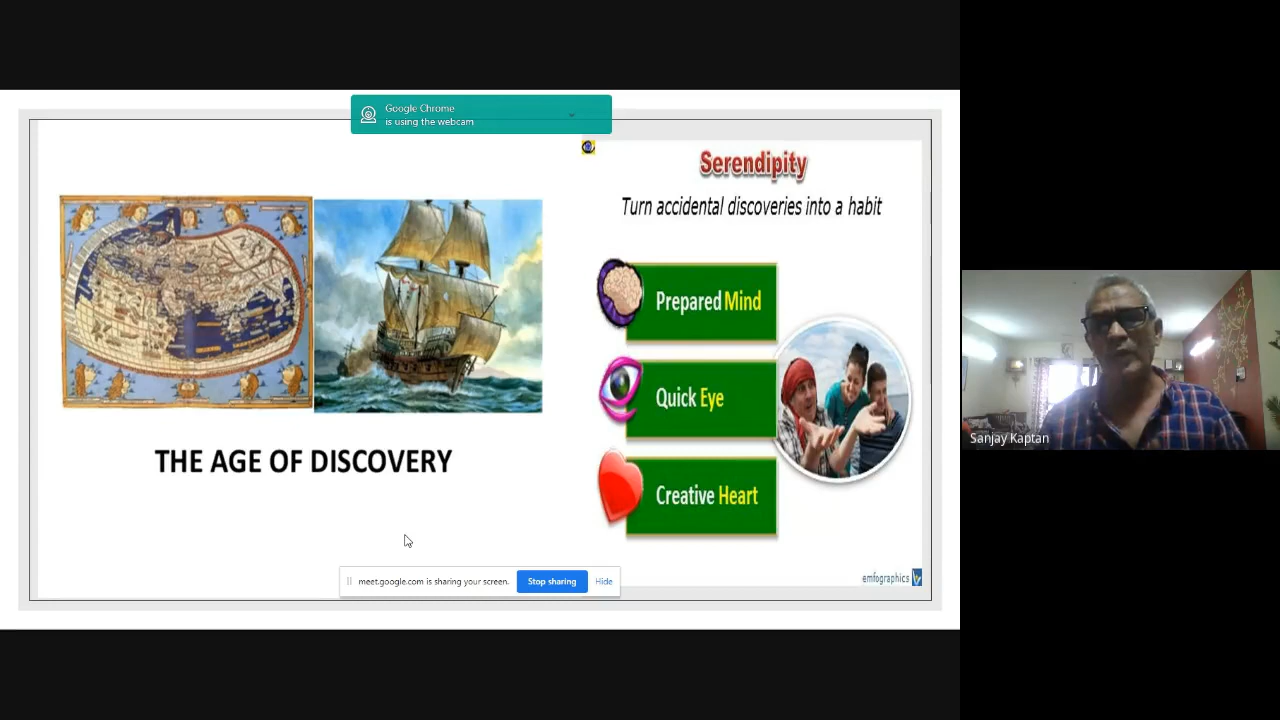 Google Chrome
is using the webcam
Serendipity
Turn accidental discoveries into a habit
Prepared Mind
Quick Eye
Creative Heart
THE AGE OF DISCOVERY
emfographics
meet.google.com is sharing your screen.
Stop sharing
Hide
Sanjay Kaptan